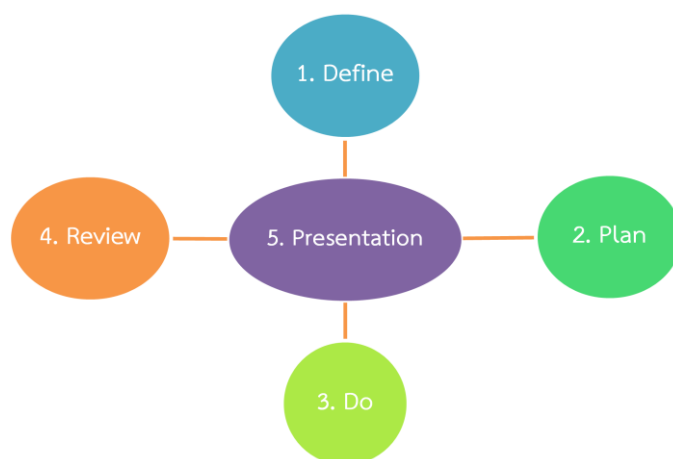 1. Define
2. Plan
3. Do
4. Review
5. Presentation